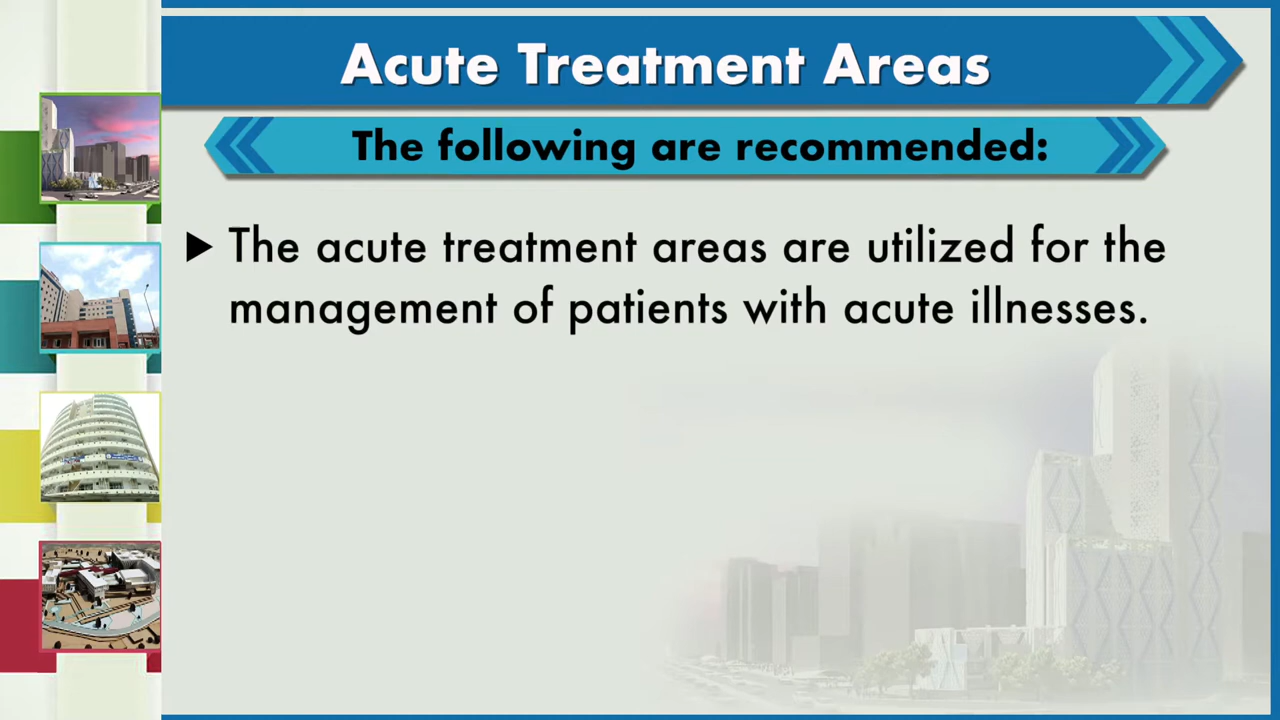 Acute Treatment Areas
The following are recommended:
The acute treatment areas are utilized for the
management of patients with acute illnesses.